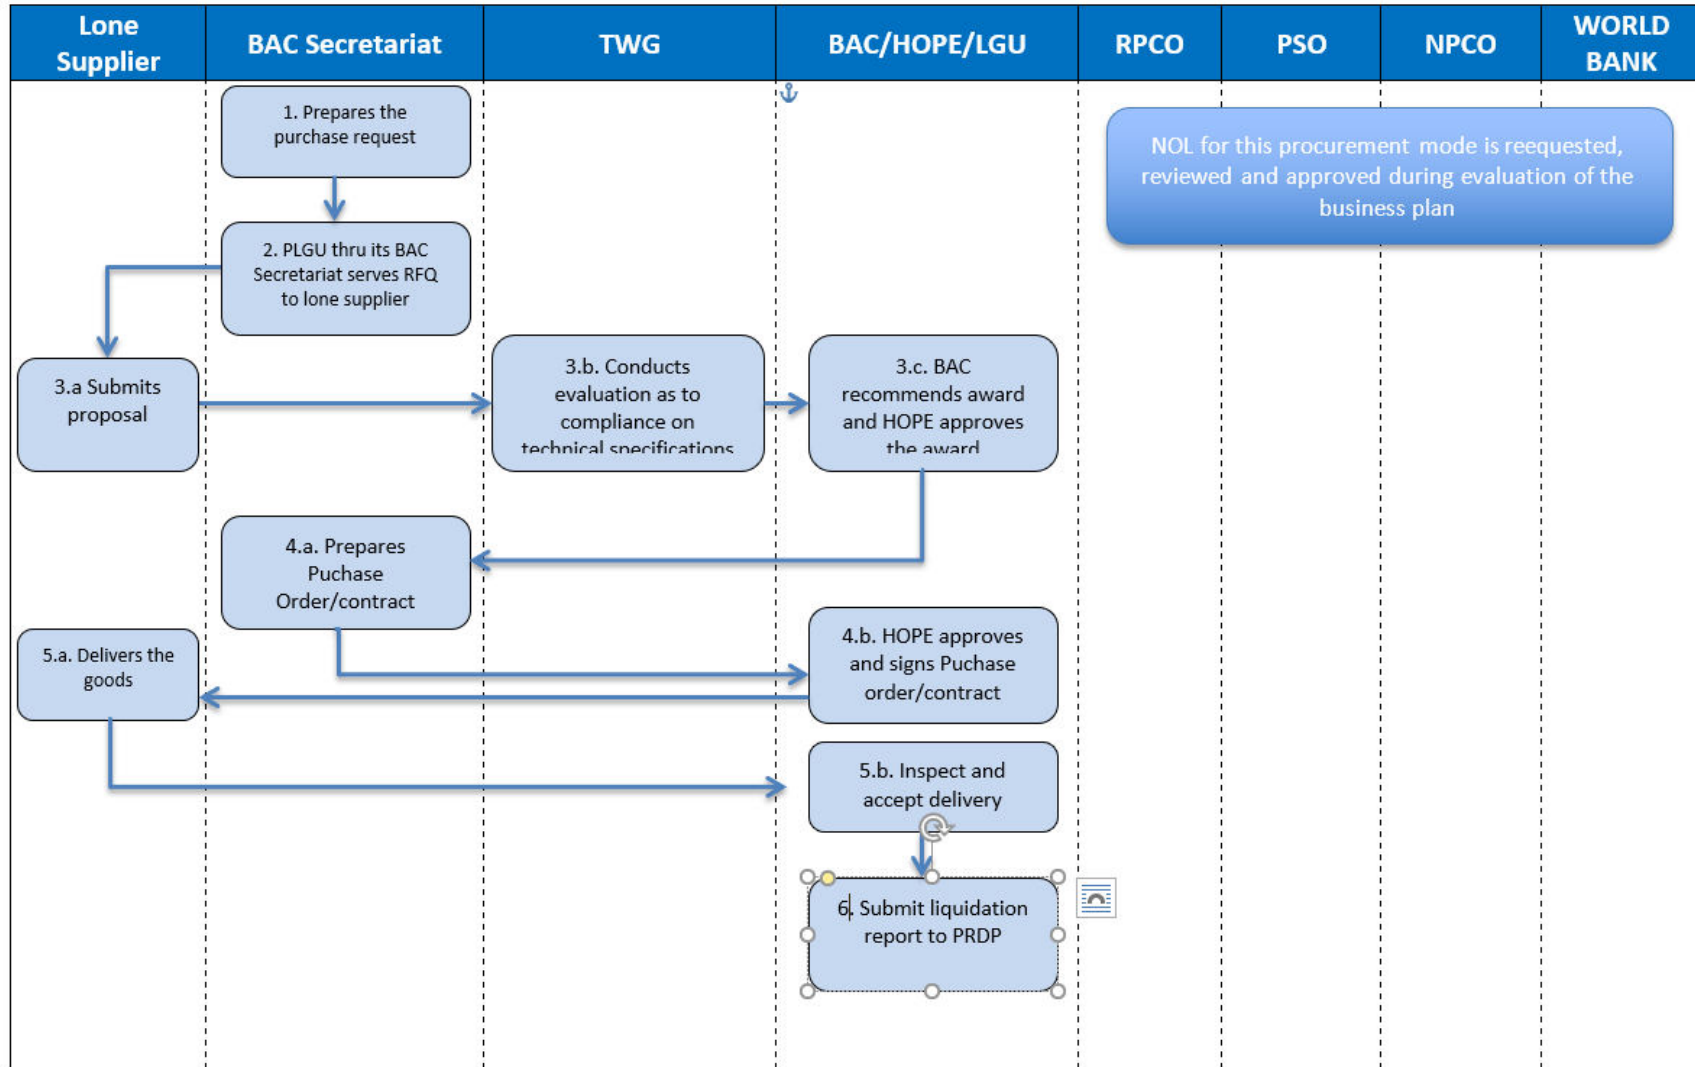 Lone
Supplier
BAC Secretariat
TWG
BAC/HOPE/LGU
RPCO
PSO
NPCO
WORLD
BANK
1. Prepares the
purchase request
NOL for this procurement mode is reequested,
reviewed and approved during evaluation of the
business plan
2. PLGU thru its BAC
Secretariat serves RFQ
to lone supplier
3.a Submits
proposal
3.b. Conducts
evaluation as to
compliance on
technical specifications
3.c. BAC
recommends award
and HOPE approves
the award
4.a. Prepares
Puchase
Order/contract
4.b. HOPE approves
and signs Puchase
order/contract
5.a. Delivers the
goods
5.b. Inspect and
accept delivery
6. Submit liquidation
report to PRDP